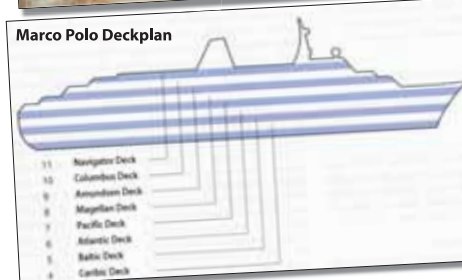 Marco Polo Deckplan
11 Navigator Deck
10 Columbus Deck
9 Amundsen Deck
8 Magellan Deck
7 Pacific Deck
6 Atlantic Deck
5 Baltic Deck
4 Caribic Deck